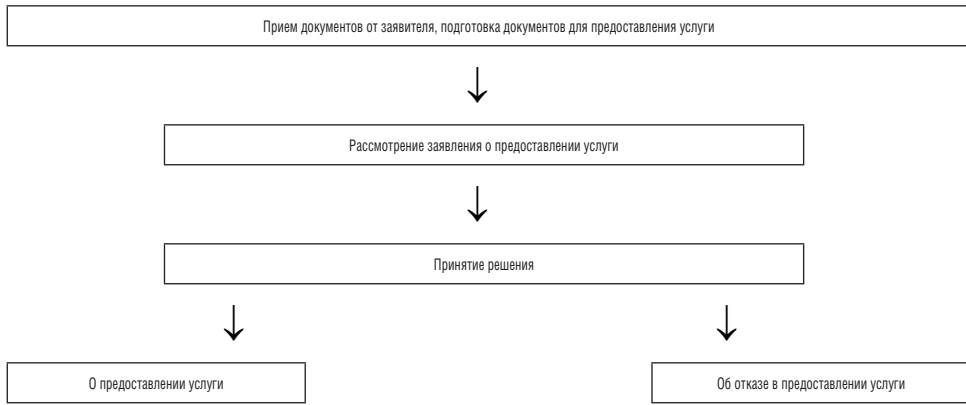 Прием документов от заявителя, подготовка документов для предоставления услуги
Рассмотрение заявления о предоставлении услуги
Принятие решения
О предоставлении услуги
Об отказе в предоставлении услуги